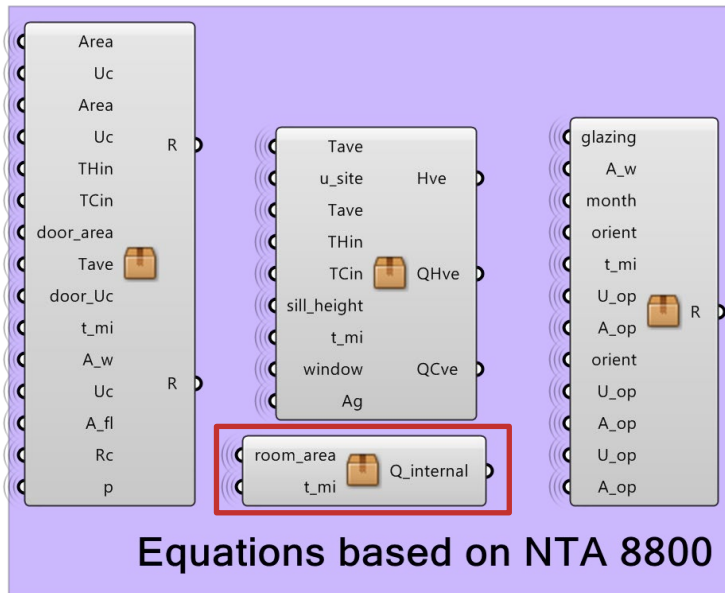 Area
Uc
Area
Uc
THin
TCin
door_area
Tave
door_Uc
t_mi
A_w
Uc
A_fl
Rc
p
R
R
Tave
u_site
Tave
THin
TCin
sill_height
t_mi
window
Ag
Hve
QHve
QCve
room_area
t_mi
Q_internal
glazing
A_w
month
orient
t_mi
U_op
A_op
orient
U_op
A_op
U_op
A_op
R
Equations based on NTA 8800